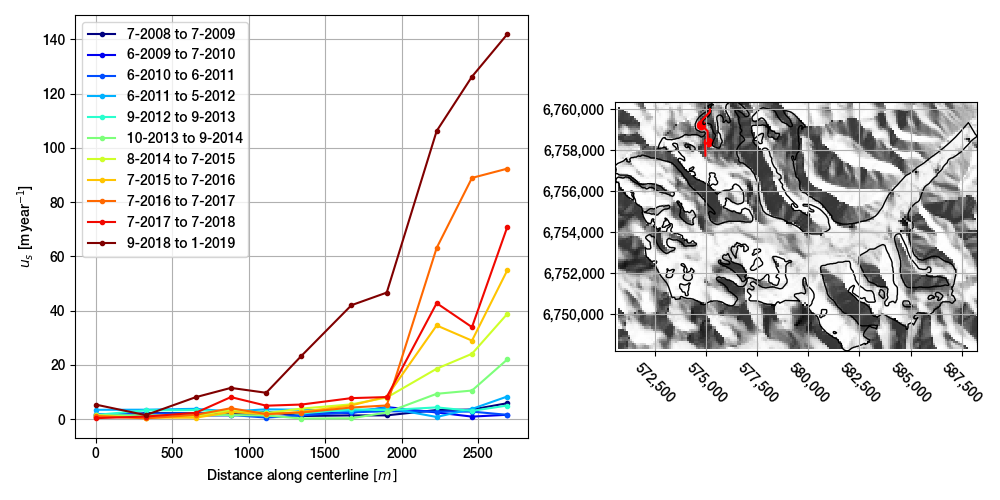 140
120
100
80
60
40
20
0
u_s [m year⁻¹]
7-2008 to 7-2009
6-2009 to 7-2010
6-2010 to 6-2011
6-2011 to 5-2012
9-2012 to 9-2013
10-2013 to 9-2014
8-2014 to 7-2015
7-2015 to 7-2016
7-2016 to 7-2017
7-2017 to 7-2018
9-2018 to 1-2019
0 500 1000 1500 2000 2500
Distance along centerline [m]
6,760,000
6,758,000
6,756,000
6,754,000
6,752,000
6,750,000
572,500 575,000 577,500 580,000 582,500 585,000 587,500